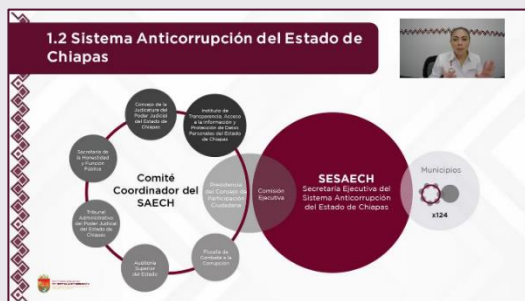 1.2 Sistema Anticorrupción del Estado de
Chiapas
Consejo de la
Judicatura del
Poder Judicial
del Estado de
Chiapas
Instituto de
Transparencia, Acceso
a la Información y
Protección de Datos
Personales del Estado
de Chiapas
Secretaría de
la Honestidad
y Función
Pública
Comité
Coordinador del
SAECH
Presidencia
del Consejo de
Participación
Ciudadana
Comisión
Ejecutiva
SESAECH
Secretaría Ejecutiva del
Sistema Anticorrupción
del Estado de Chiapas
Municipios
x124
Tribunal
Administrativo del
Poder Judicial
del Estado de
Chiapas
Auditoría
Superior
del Estado
Fiscalía de
Combate a la
Corrupción